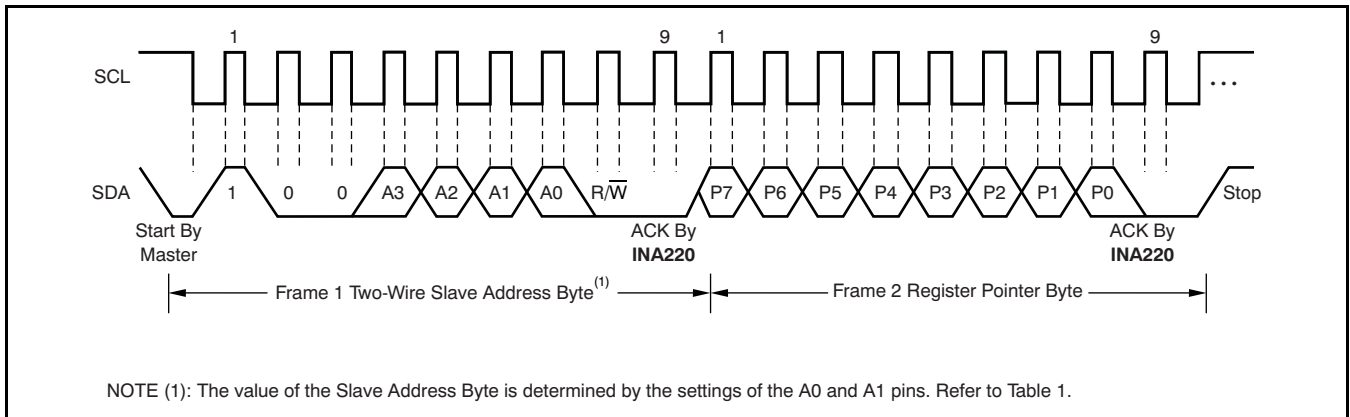 1 9 1 9
SCL
...
SDA 1 0 0 A3 A2 A1 A0 R/W̅ P7 P6 P5 P4 P3 P2 P1 P0 Stop
Start By Master
ACK By INA220
ACK By INA220
Frame 1 Two-Wire Slave Address Byte(1)
Frame 2 Register Pointer Byte
NOTE (1): The value of the Slave Address Byte is determined by the settings of the A0 and A1 pins. Refer to Table 1.